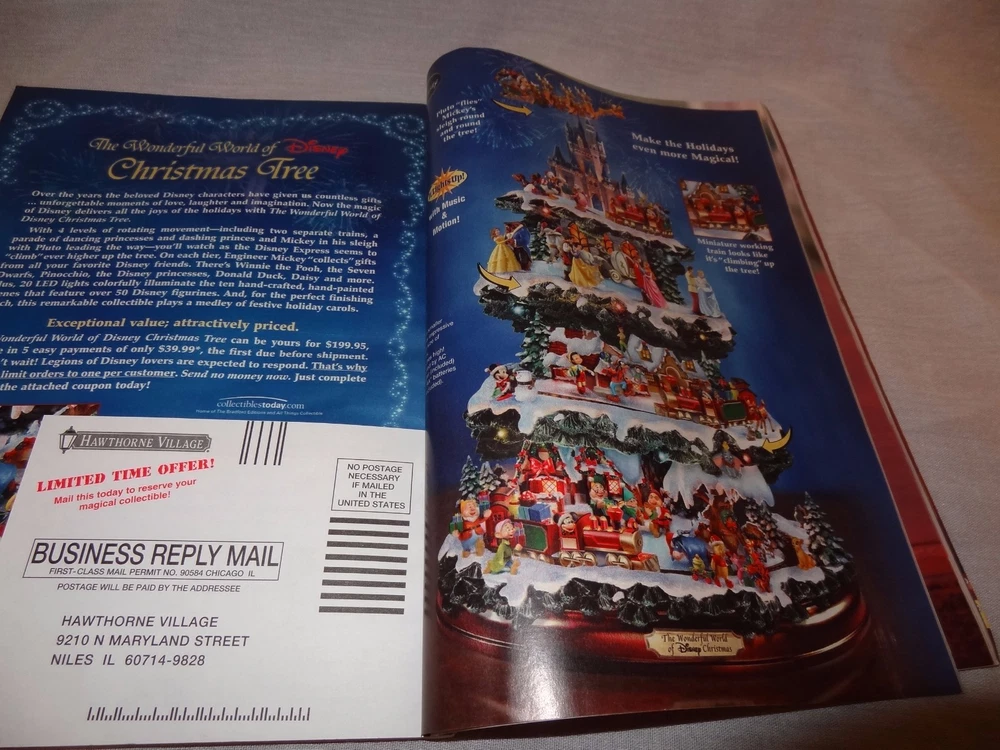 The Wonderful World of Disney
Christmas Tree
Over the years the beloved Disney characters have given us countless gifts
... unforgettable moments of love, laughter and imagination. Now the magic
of Disney delivers all the joys of the holidays with The Wonderful World of
Disney Christmas Tree.
With 4 levels of rotating movement—including two separate trains, a
parade of dancing princesses and dashing princes and Mickey in his sleigh
with Pluto leading the way—you'll watch as the Disney Express seems to
"climb" ever higher up the tree. On each tier, Engineer Mickey "collects" gifts
from all your favorite Disney friends. There's Winnie the Pooh, the Seven
Dwarfs, Pinocchio, the Disney princesses, Donald Duck, Daisy and more.
lus, 20 LED lights colorfully illuminate the ten hand-crafted, hand-painted
enes that feature over 50 Disney figurines. And, for the perfect finishing
ch, this remarkable collectible plays a medley of festive holiday carols.
Exceptional value; attractively priced.
onderful World of Disney Christmas Tree can be yours for $199.95,
e in 5 easy payments of only $39.99*, the first due before shipment.
't wait! Legions of Disney lovers are expected to respond. That's why
limit orders to one per customer. Send no money now. Just complete
the attached coupon today!
collectiblestoday.com
Home of The Bradford Editions and All Things Collectible
HAWTHORNE VILLAGE
LIMITED TIME OFFER!
Mail this today to reserve your
magical collectible!
NO POSTAGE
NECESSARY
IF MAILED
IN THE
UNITED STATES
BUSINESS REPLY MAIL
FIRST-CLASS MAIL PERMIT NO. 90584 CHICAGO IL
POSTAGE WILL BE PAID BY THE ADDRESSEE
HAWTHORNE VILLAGE
9210 N MARYLAND STREET
NILES IL 60714-9828
Pluto "flies"
Mickey's
sleigh round
and round
the tree!
Make the Holidays
even more Magical!
Lights Up!
with Music
&
Motion!
Miniature working
train looks like
it's "climbing" up
the tree!
The Wonderful World
of Disney Christmas